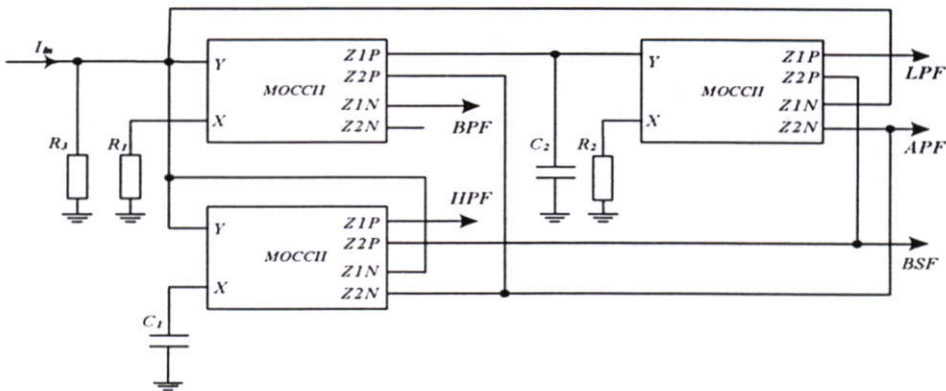 I_in
Y
MOCCII
X
Z1P
Z2P
Z1N
Z2N
BPF
R3
R1
Y
MOCCII
X
Z1P
Z2P
Z1N
Z2N
LPF
APF
C2
R2
Y
MOCCII
X
Z1P
Z2P
Z1N
Z2N
HPF
BSF
C1